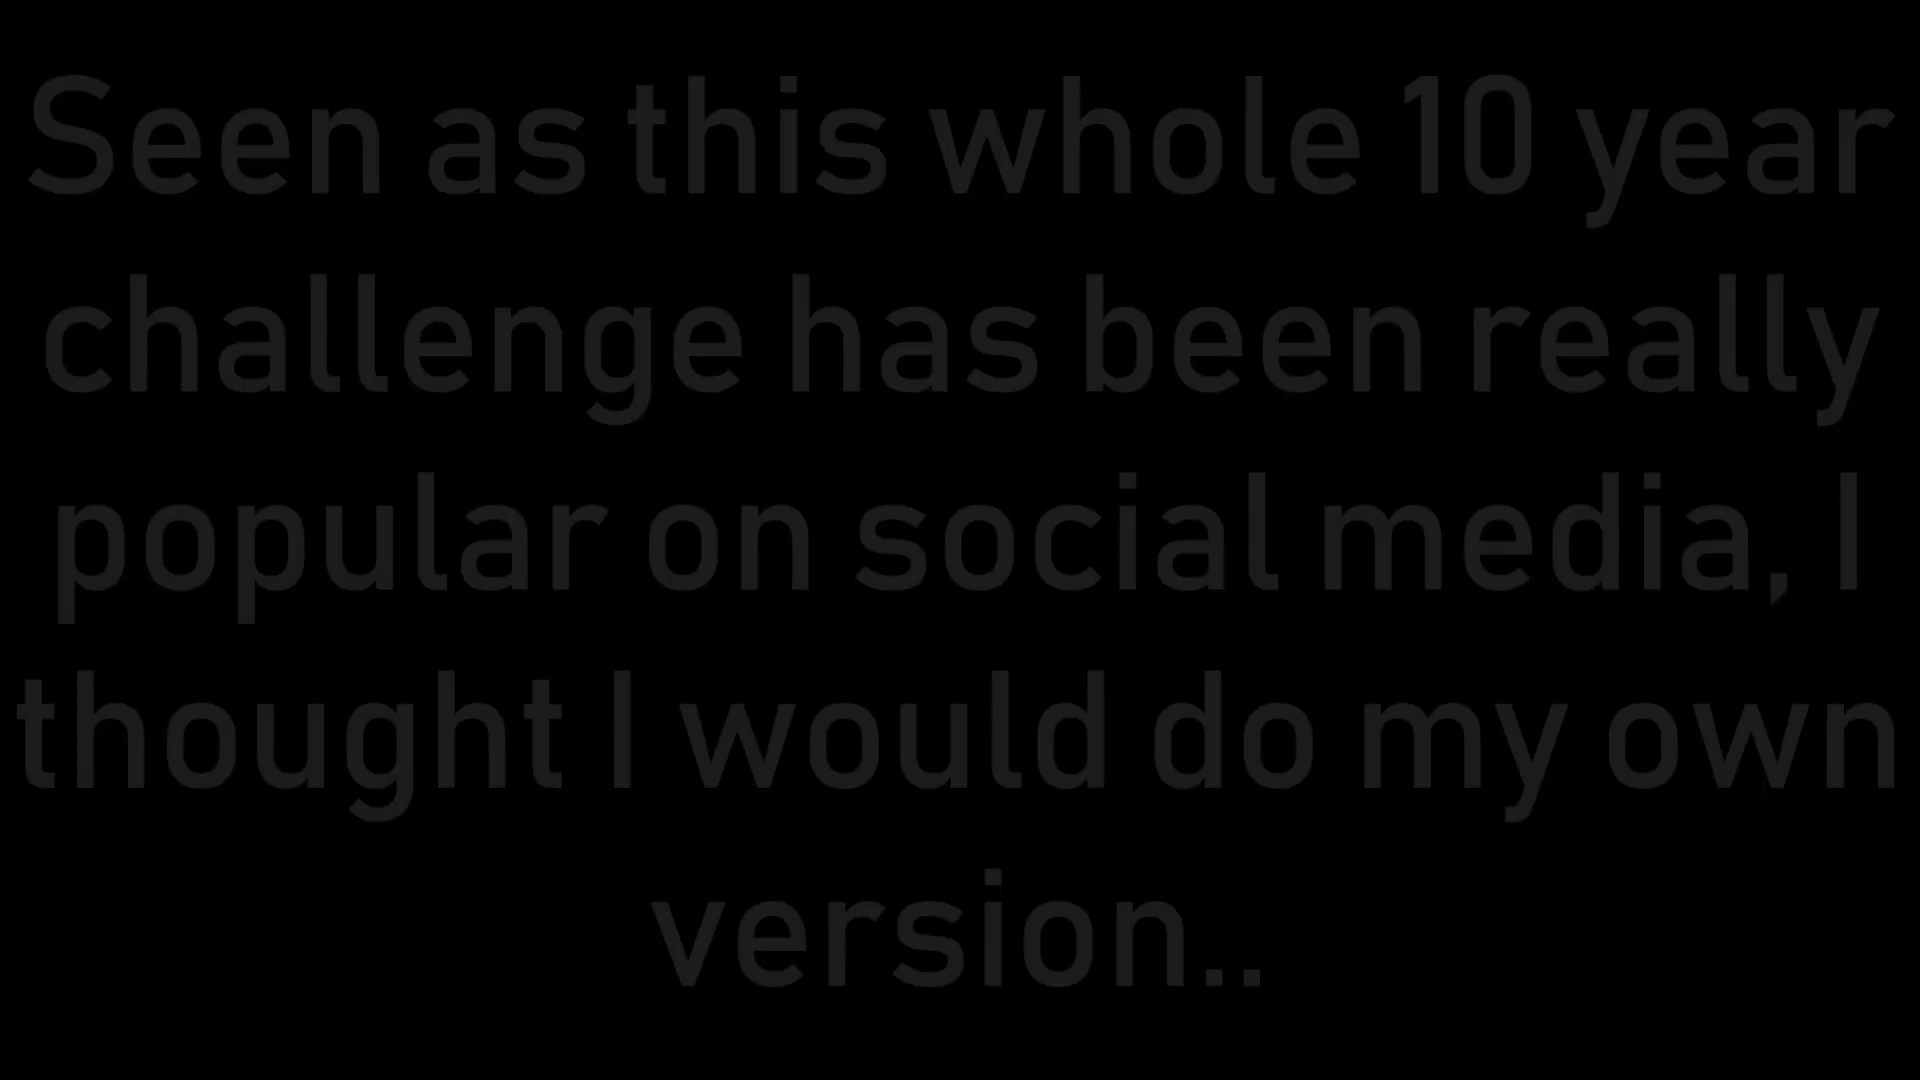 Seen as this whole 10 year
challenge has been really
popular on social media, I
thought I would do my own
version..